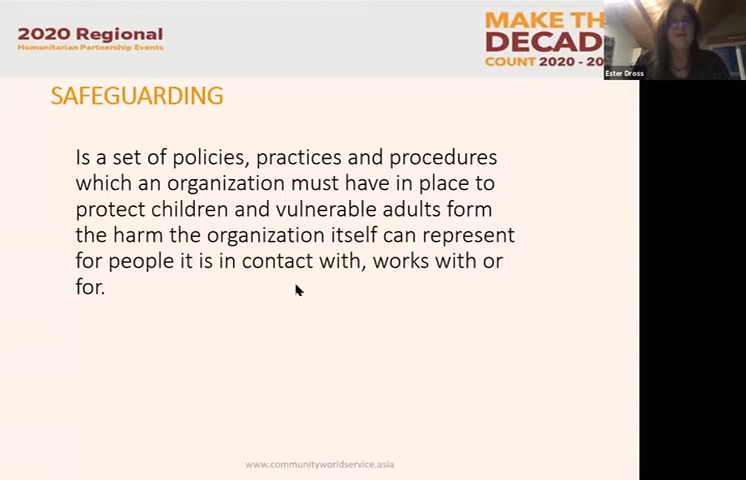 2020 Regional
Humanitarian Partnership Events
MAKE TH
DECAD
COUNT 2020 - 20
Ester Dross
SAFEGUARDING
Is a set of policies, practices and procedures
which an organization must have in place to
protect children and vulnerable adults form
the harm the organization itself can represent
for people it is in contact with, works with or
for.
www.communityworldservice.asia